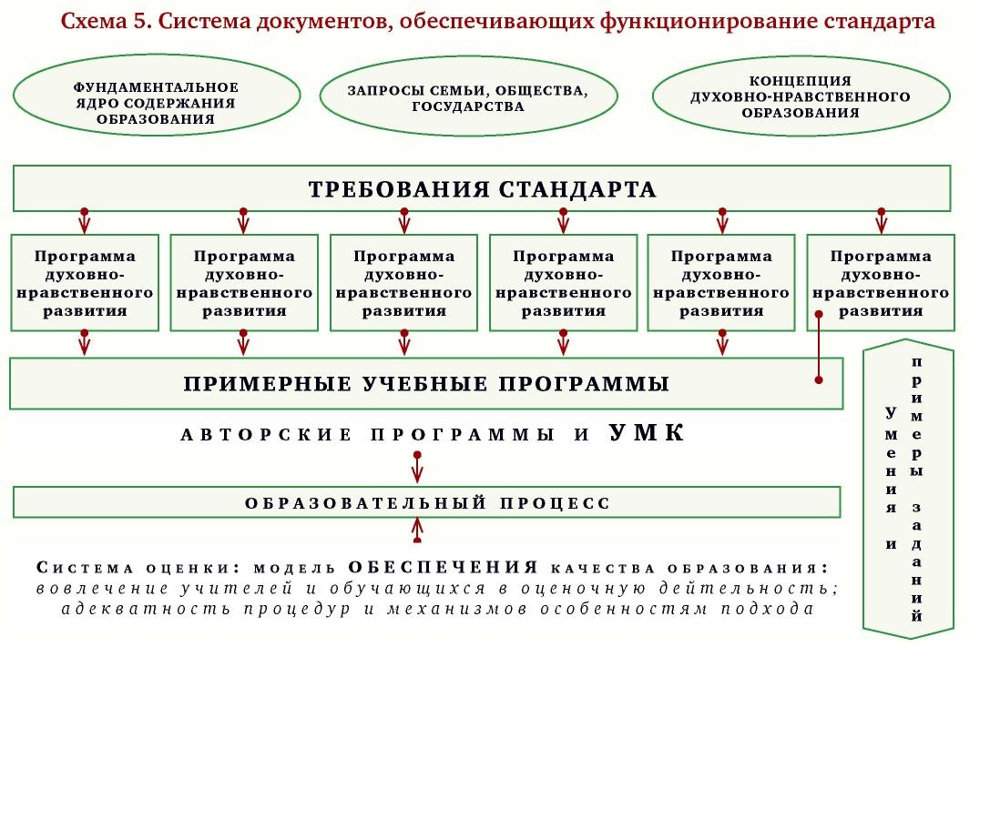 Схема 5. Система документов, обеспечивающих функционирование стандарта
ФУНДАМЕНТАЛЬНОЕ
ЯДРО СОДЕРЖАНИЯ
ОБРАЗОВАНИЯ
ЗАПРОСЫ СЕМЬИ, ОБЩЕСТВА,
ГОСУДАРСТВА
КОНЦЕПЦИЯ
ДУХОВНО-НРАВСТВЕННОГО
ОБРАЗОВАНИЯ
ТРЕБОВАНИЯ СТАНДАРТА
Программа
духовно-
нравственного
развития
Программа
духовно-
нравственного
развития
Программа
духовно-
нравственного
развития
Программа
духовно-
нравственного
развития
Программа
духовно-
нравственного
развития
Программа
духовно-
нравственного
развития
ПРИМЕРНЫЕ УЧЕБНЫЕ ПРОГРАММЫ
АВТОРСКИЕ ПРОГРАММЫ И УМК
ОБРАЗОВАТЕЛЬНЫЙ ПРОЦЕСС
Система оценки: модель ОБЕСПЕЧЕНИЯ качества образования:
вовлечение учителей и обучающихся в оценочную дейтельность;
адекватность процедур и механизмов особенностям подхода
Умения и
примеры заданий